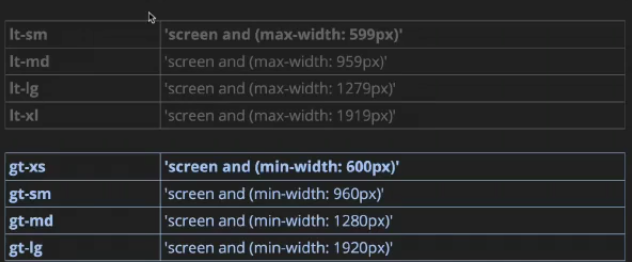 lt-sm 'screen and (max-width: 599px)'
lt-md 'screen and (max-width: 959px)'
lt-lg 'screen and (max-width: 1279px)'
lt-xl 'screen and (max-width: 1919px)'
gt-xs 'screen and (min-width: 600px)'
gt-sm 'screen and (min-width: 960px)'
gt-md 'screen and (min-width: 1280px)'
gt-lg 'screen and (min-width: 1920px)'